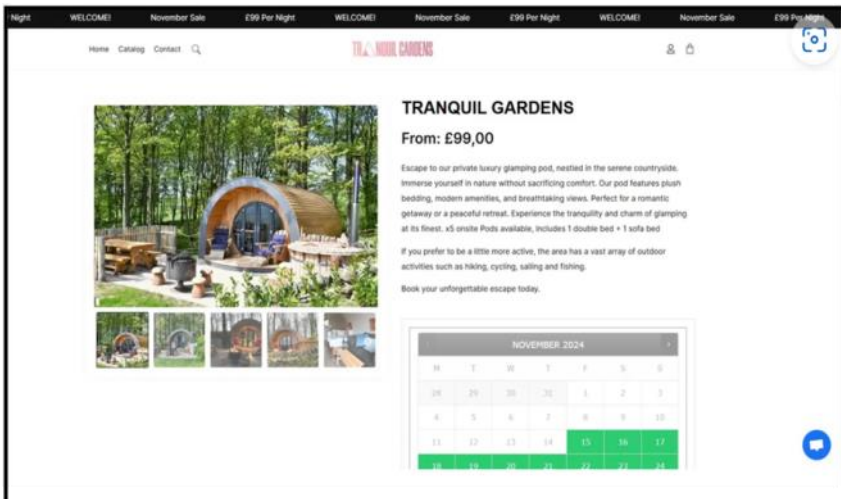 Night WELCOME! November Sale £99 Per Night WELCOME! November Sale £99 Per Night WELCOME! November Sale £99 Per Night
Home Catalog Contact
GARDENS
TRANQUIL GARDENS
From: £99,00
Escape to our private luxury glamping pod, nestled in the serene countryside.
Immerse yourself in nature without sacrificing comfort. Our pod features plush
bedding, modern amenities, and breathtaking views. Perfect for a romantic
getaway or a peaceful retreat. Experience the tranquility and charm of glamping
at its finest. x5 onsite Pods available, includes 1 double bed + 1 sofa bed
If you prefer to be a little more active, the area has a vast array of outdoor
activities such as hiking, cycling, sailing and fishing.
Book your unforgettable escape today.
NOVEMBER 2024
M T W T F S S
28 29 30 31 1 2 3
4 5 6 7 8 9 10
11 12 13 14 15 16 17
18 19 20 21 22 23 24